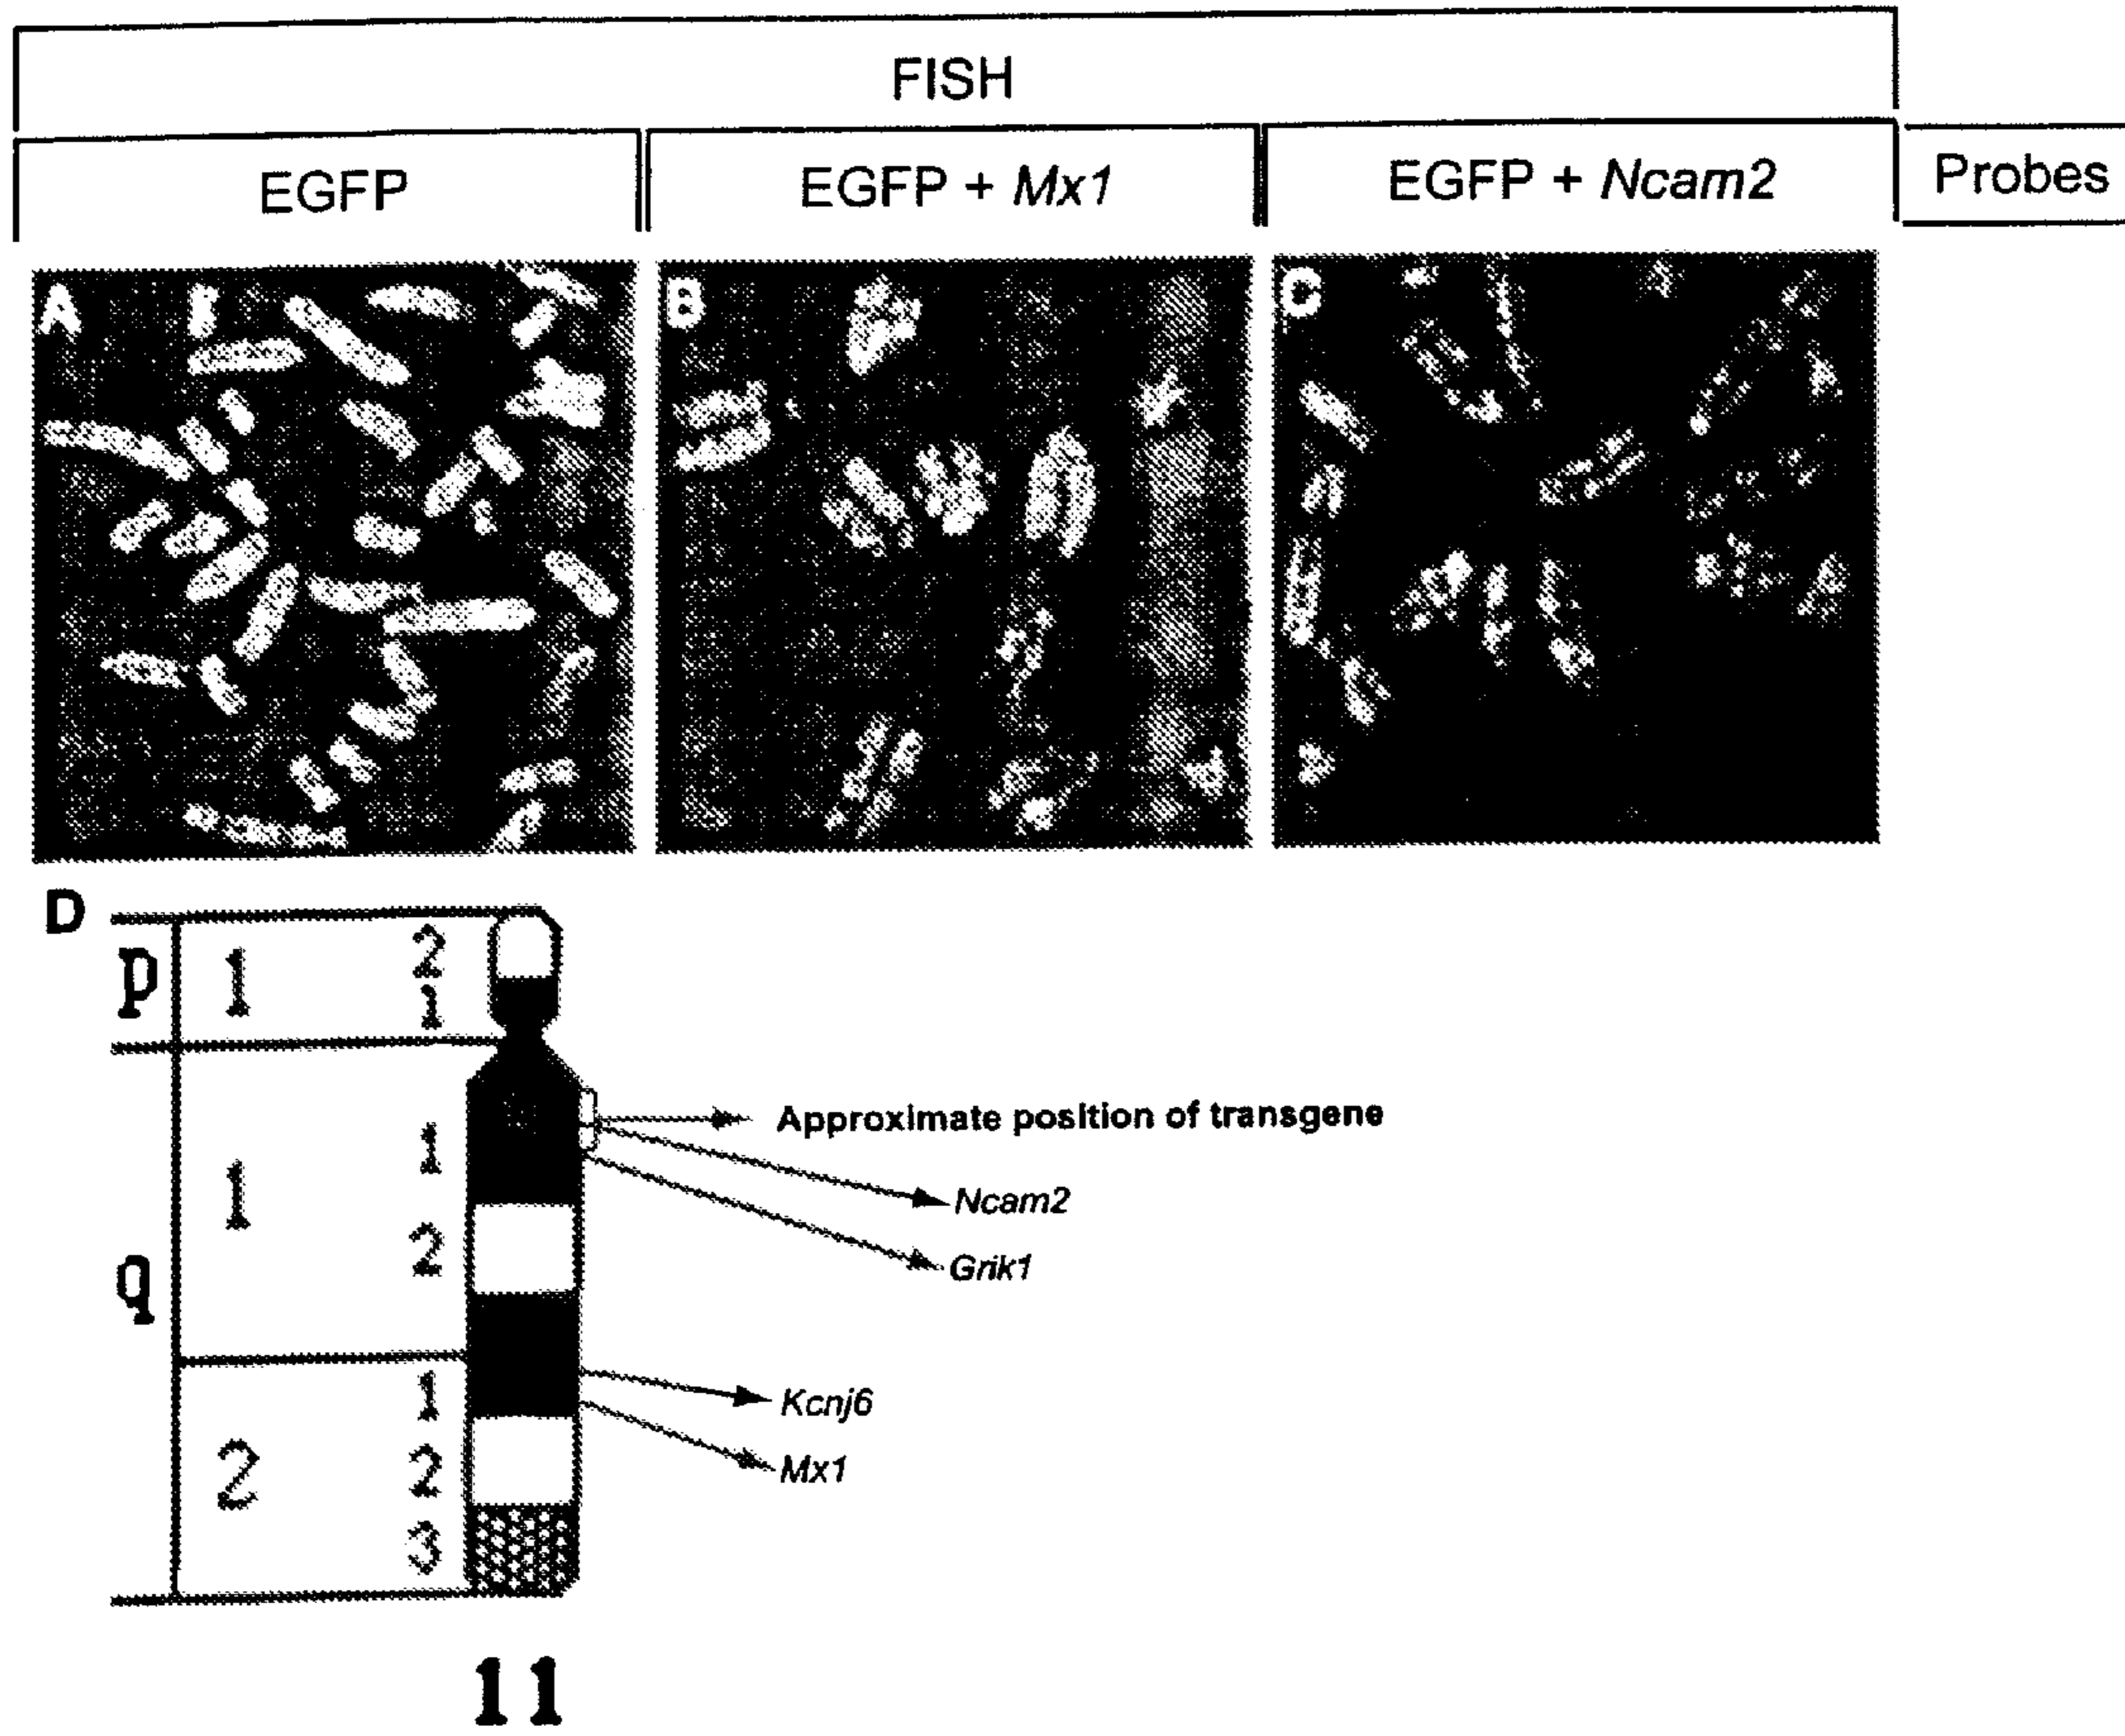 FISH
EGFP
EGFP + Mx1
EGFP + Ncam2
Probes
A
B
C
D
p
1
2
1
q
1
1
2
2
1
2
3
Approximate position of transgene
Ncam2
Grik1
Kcnj6
Mx1
11